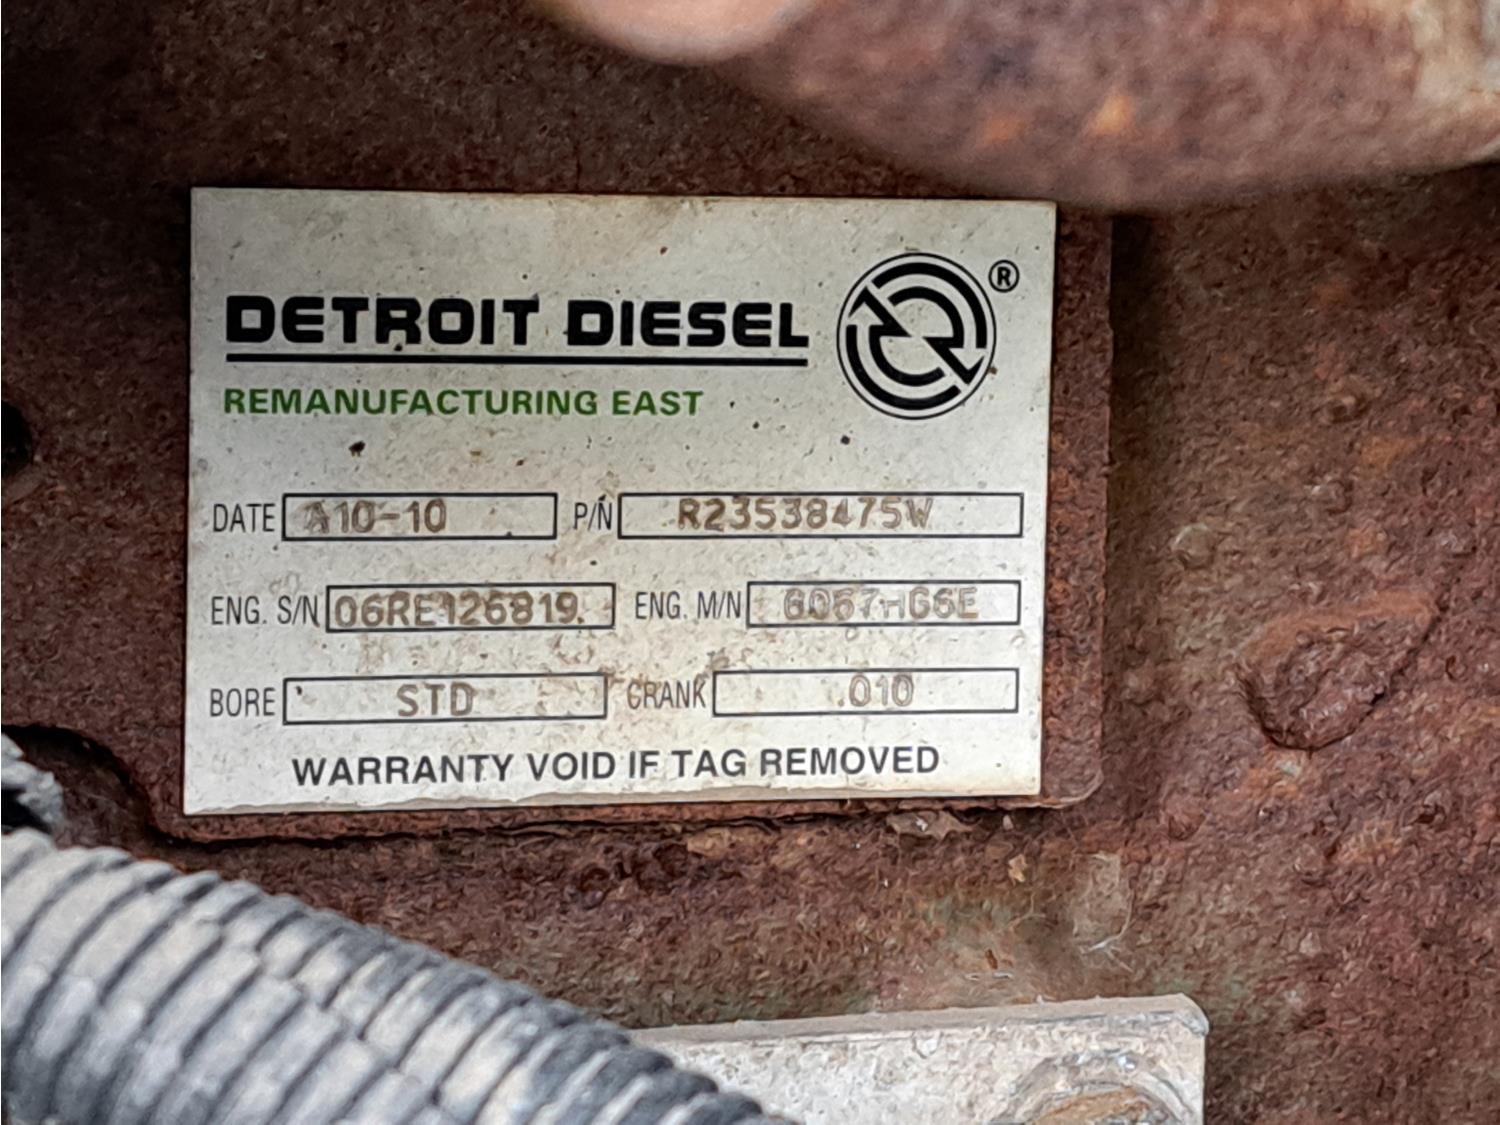 DETROIT DIESEL ®
REMANUFACTURING EAST
DATE A10-10 P/N R23538475W
ENG. S/N 06RE126819 ENG. M/N 6067HG6E
BORE STD CRANK .010
WARRANTY VOID IF TAG REMOVED